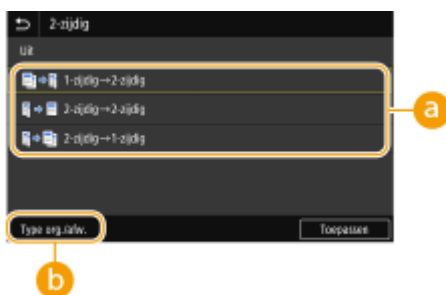 2-zijdig
Uit
1-zijdig→2-zijdig
2-zijdig→2-zijdig
2-zijdig→1-zijdig
a
Type org./afw.
Toepassen
b